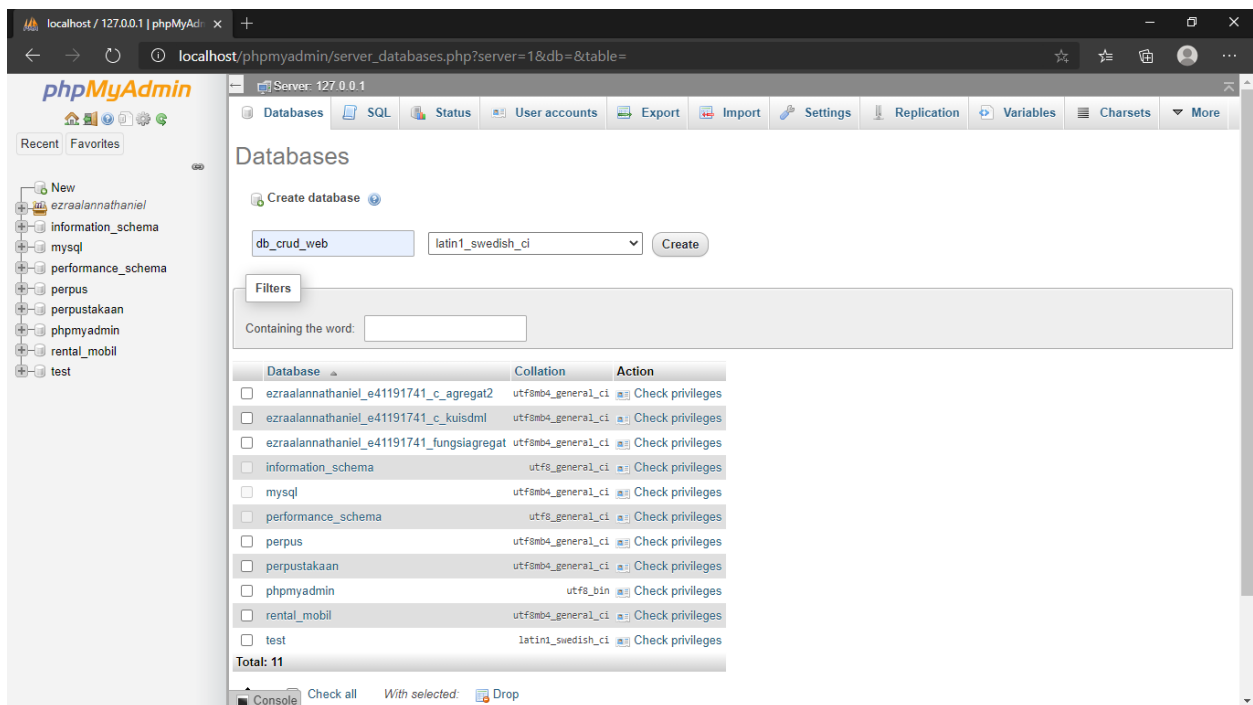 localhost / 127.0.0.1 | phpMyAdm
localhost/phpmyadmin/server_databases.php?server=1&db=&table=
phpMyAdmin
Recent Favorites
New
ezraalannathaniel
information_schema
mysql
performance_schema
perpus
perpustakaan
phpmyadmin
rental_mobil
test
Server: 127.0.0.1
Databases SQL Status User accounts Export Import Settings Replication Variables Charsets More
Databases
Create database
db_crud_web latin1_swedish_ci Create
Filters
Containing the word:
Database Collation Action
ezraalannathaniel_e41191741_c_agregat2 utf8mb4_general_ci Check privileges
ezraalannathaniel_e41191741_c_kuisdml utf8mb4_general_ci Check privileges
ezraalannathaniel_e41191741_fungsiagregat utf8mb4_general_ci Check privileges
information_schema utf8_general_ci Check privileges
mysql utf8mb4_general_ci Check privileges
performance_schema utf8_general_ci Check privileges
perpus utf8mb4_general_ci Check privileges
perpustakaan utf8mb4_general_ci Check privileges
phpmyadmin utf8_bin Check privileges
rental_mobil utf8mb4_general_ci Check privileges
test latin1_swedish_ci Check privileges
Total: 11
Check all With selected: Drop
Console